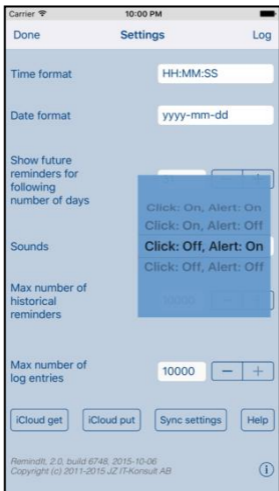 Carrier 10:00 PM
Done Settings Log
Time format HH:MM:SS
Date format yyyy-mm-dd
Show future
reminders for
following
number of days
Click: On, Alert: On
Click: On, Alert: Off
Sounds Click: Off, Alert: On
Click: Off, Alert: Off
Max number of
historical
reminders
Max number of
log entries 10000 − +
iCloud get iCloud put Sync settings Help
RemindIt, 2.0, build 6748, 2015-10-06
Copyright (c) 2011-2015 JZ IT-Konsult AB